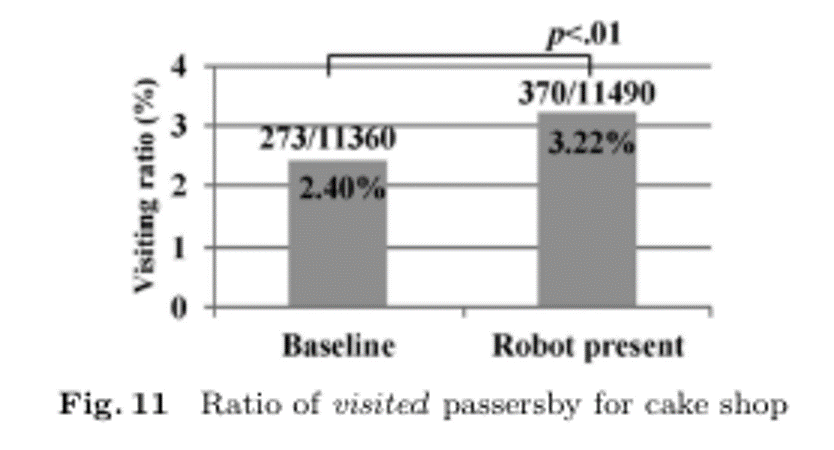 p<.01
4
370/11490
Visiting ratio (%)
3
273/11360
3.22%
2.40%
2
1
0
Baseline Robot present
Fig. 11 Ratio of visited passersby for cake shop